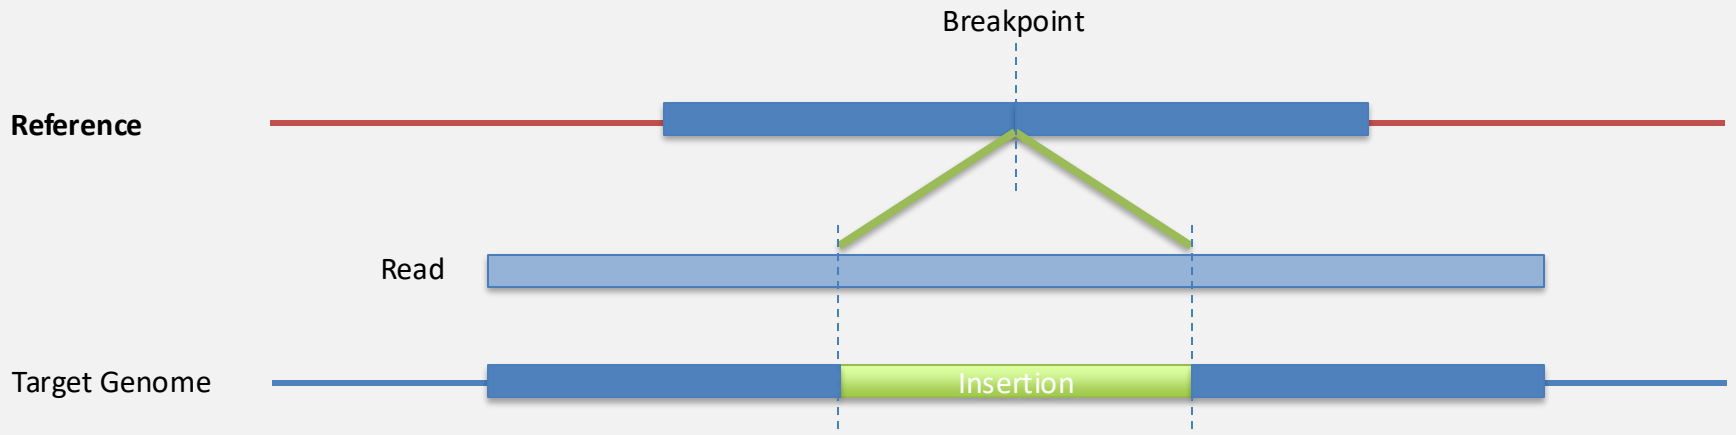 Breakpoint
Reference
Read
Target Genome
Insertion